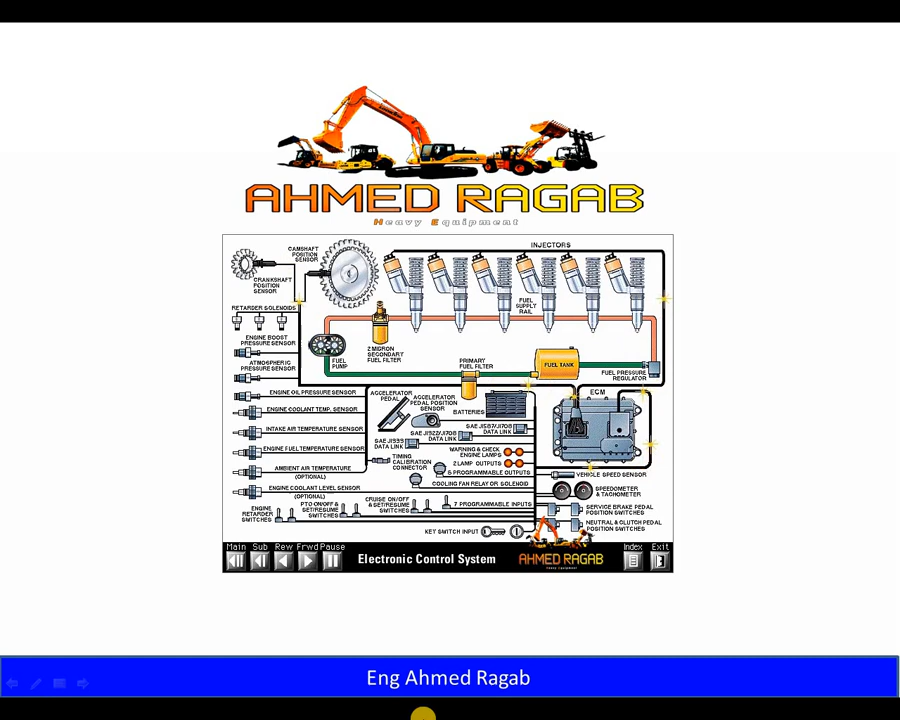 AHMED RAGAB
Heavy Equipment
INJECTORS
CAMSHAFT
POSITION
SENSOR
CRANKSHAFT
POSITION
SENSOR
RETARDER SOLENOIDS
FUEL
SUPPLY
RAIL
ENGINE BOOST
PRESSURE SENSOR
FUEL
PUMP
2 MICRON
SECONDARY
FUEL FILTER
PRIMARY
FUEL FILTER
FUEL TANK
FUEL PRESSURE
REGULATOR
ATMOSPHERIC
PRESSURE SENSOR
ENGINE OIL PRESSURE SENSOR
ACCELERATOR
PEDAL
ACCELERATOR
PEDAL POSITION
SENSOR
BATTERIES
ECM
ENGINE COOLANT TEMP. SENSOR
INTAKE AIR TEMPERATURE SENSOR
SAE J1587/J1708
DATA LINK
SAE J1922/J1708
DATA LINK
SAE J1939
DATA LINK
ENGINE FUEL TEMPERATURE SENSOR
WARNING & CHECK
ENGINE LAMPS
TIMING
CALIBRATION
CONNECTOR
2 LAMP OUTPUTS
AMBIENT AIR TEMPERATURE
(OPTIONAL)
5 PROGRAMMABLE OUTPUTS
VEHICLE SPEED SENSOR
COOLING FAN RELAY OR SOLENOID
ENGINE COOLANT LEVEL SENSOR
(OPTIONAL)
SPEEDOMETER
& TACHOMETER
CRUISE ON/OFF
& SET/RESUME
SWITCHES
7 PROGRAMMABLE INPUTS
PTO ON/OFF &
SET/RESUME
SWITCHES
ENGINE
RETARDER
SWITCHES
SERVICE BRAKE PEDAL
POSITION SWITCHES
NEUTRAL & CLUTCH PEDAL
POSITION SWITCHES
KEY SWITCH INPUT
Main Sub Rew Frwd Pause
Index Exit
Electronic Control System
AHMED RAGAB
Eng Ahmed Ragab